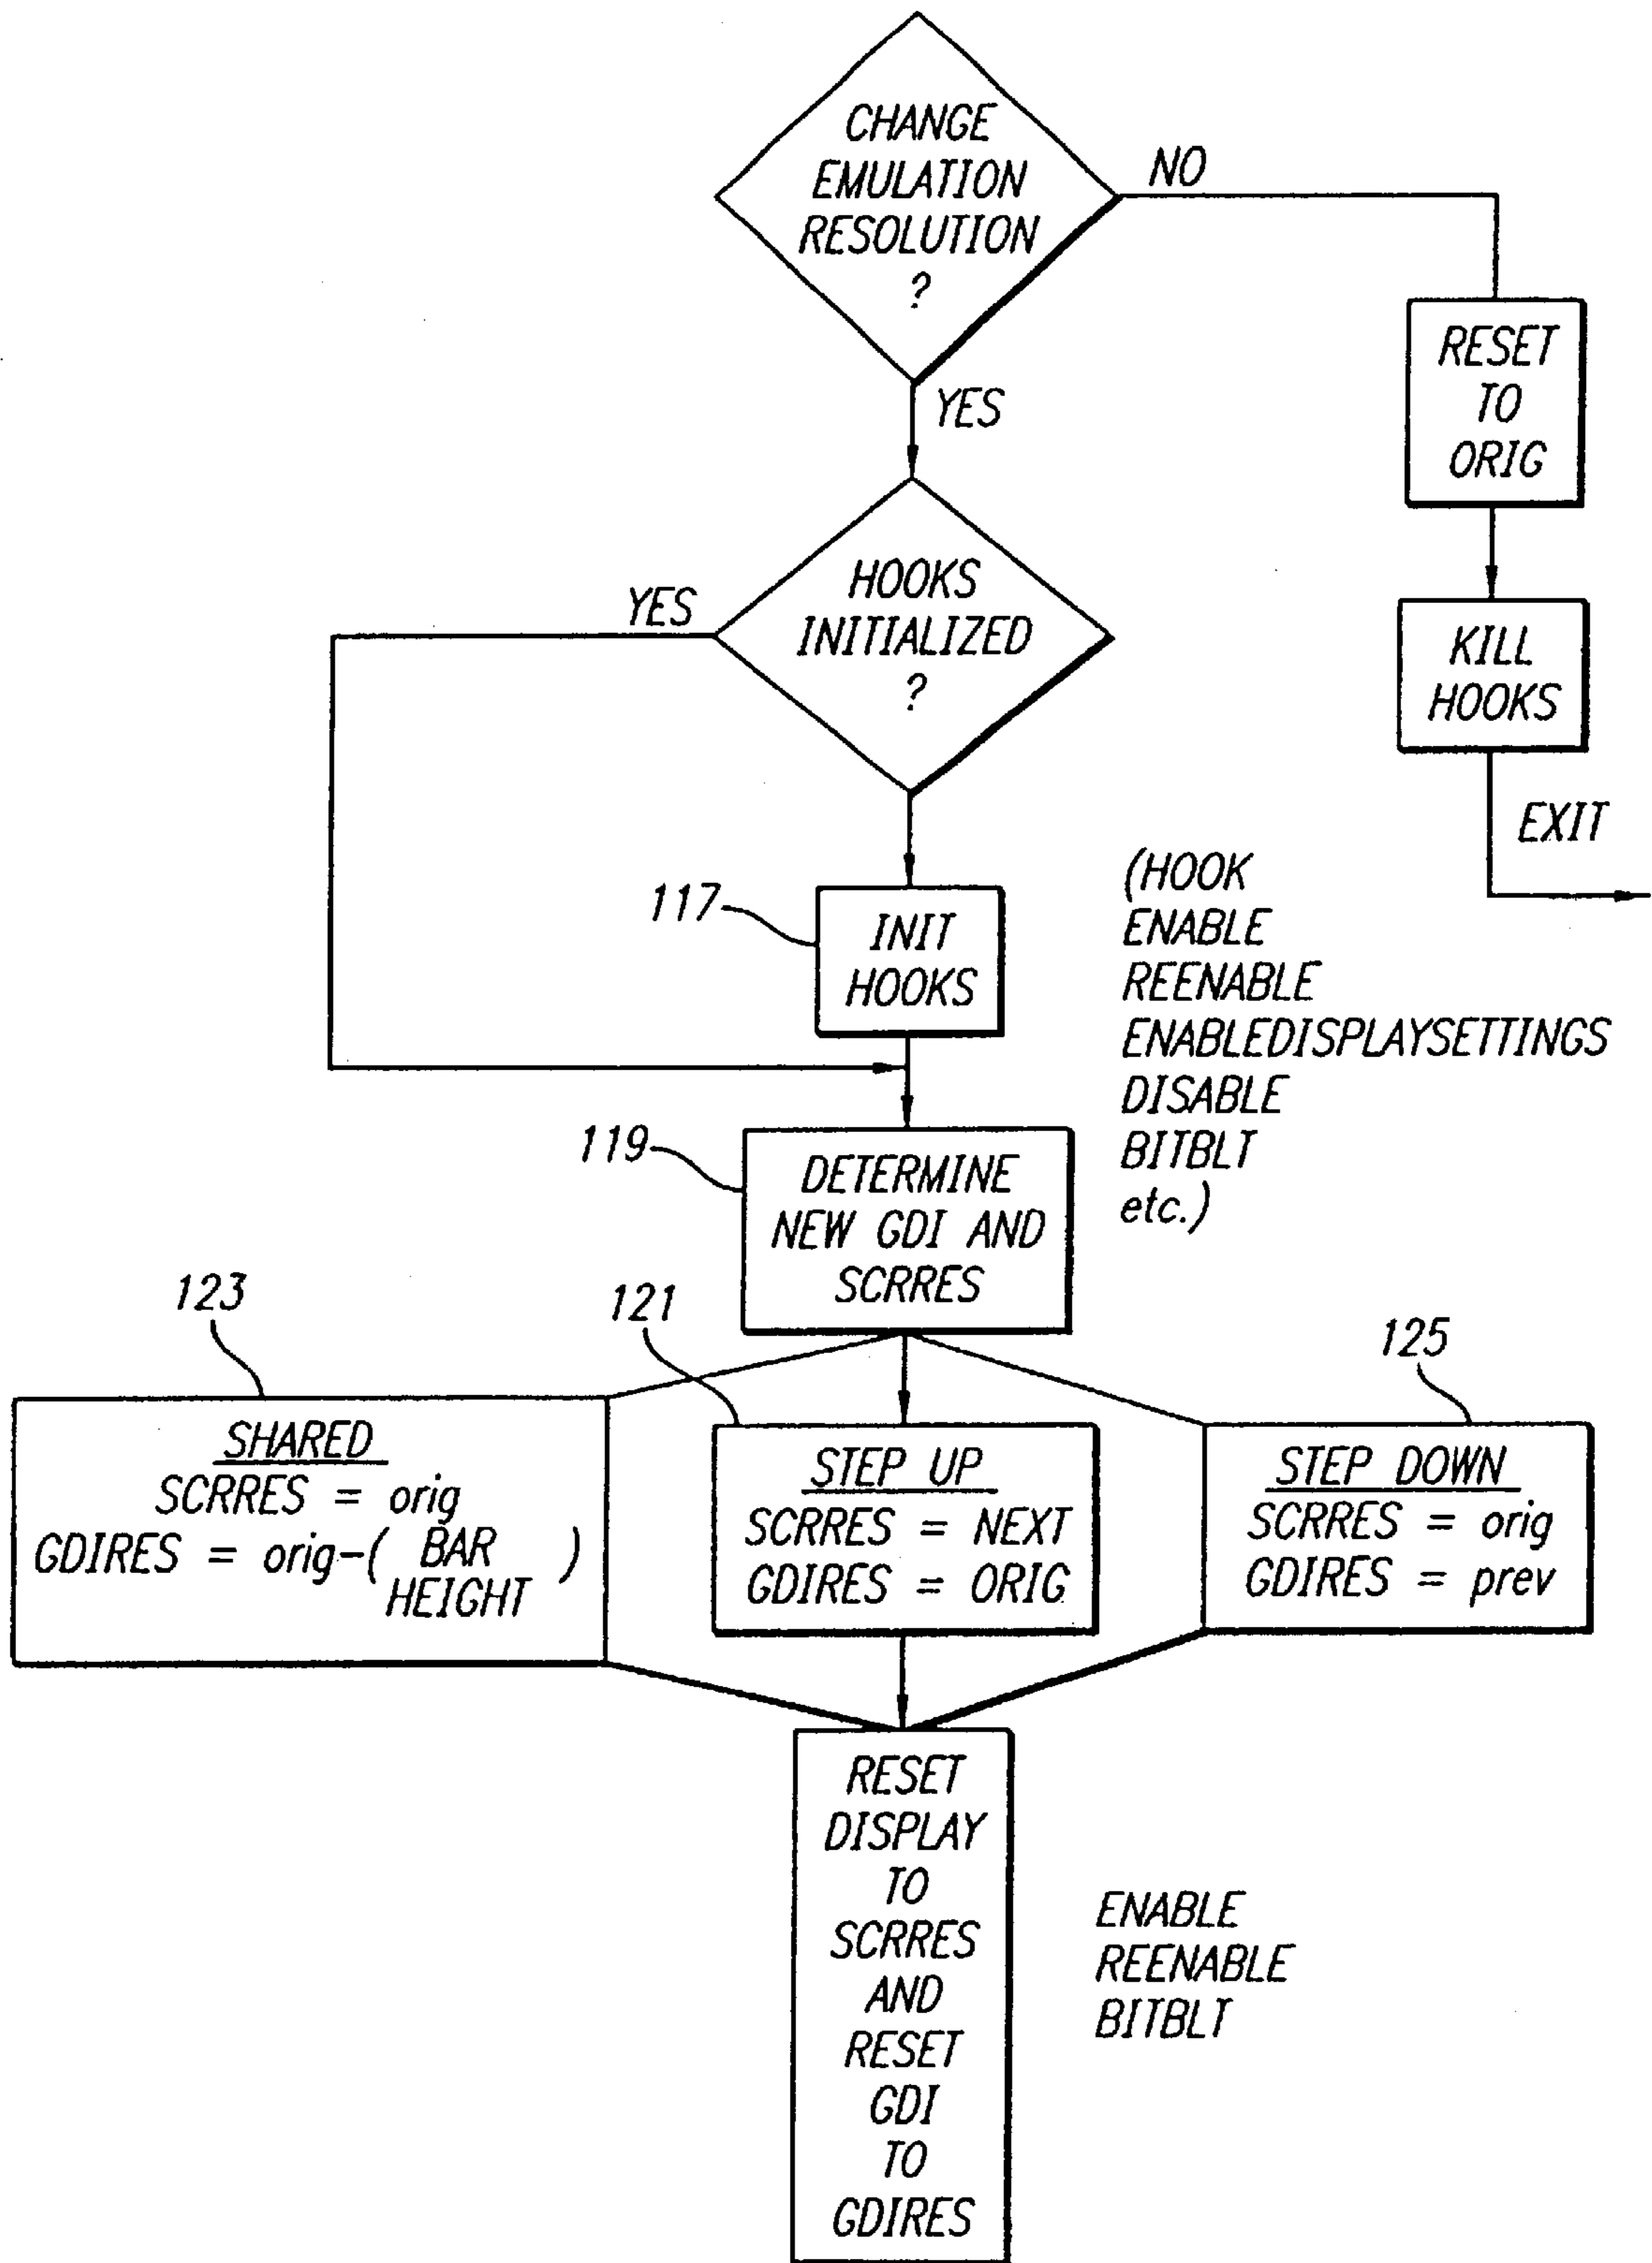 CHANGE
EMULATION
RESOLUTION
?
NO
YES
RESET
TO
ORIG
KILL
HOOKS
EXIT
HOOKS
INITIALIZED
?
YES
117
INIT
HOOKS
(HOOK
ENABLE
REENABLE
ENABLEDISPLAYSETTINGS
DISABLE
BITBLT
etc.)
119
DETERMINE
NEW GDI AND
SCRRES
123
SHARED
SCRRES = orig
GDIRES = orig-( BAR )
HEIGHT
121
STEP UP
SCRRES = NEXT
GDIRES = ORIG
125
STEP DOWN
SCRRES = orig
GDIRES = prev
RESET
DISPLAY
TO
SCRRES
AND
RESET
GDI
TO
GDIRES
ENABLE
REENABLE
BITBLT